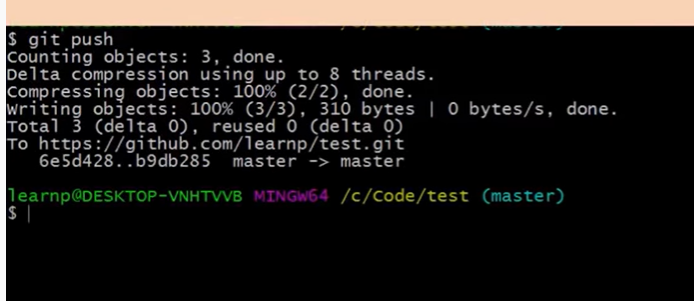 $ git push
Counting objects: 3, done.
Delta compression using up to 8 threads.
Compressing objects: 100% (2/2), done.
Writing objects: 100% (3/3), 310 bytes | 0 bytes/s, done.
Total 3 (delta 0), reused 0 (delta 0)
To https://github.com/learnp/test.git
6e5d428..b9db285 master -> master
learnp@DESKTOP-VNHTVVB MINGW64 /c/Code/test (master)
$